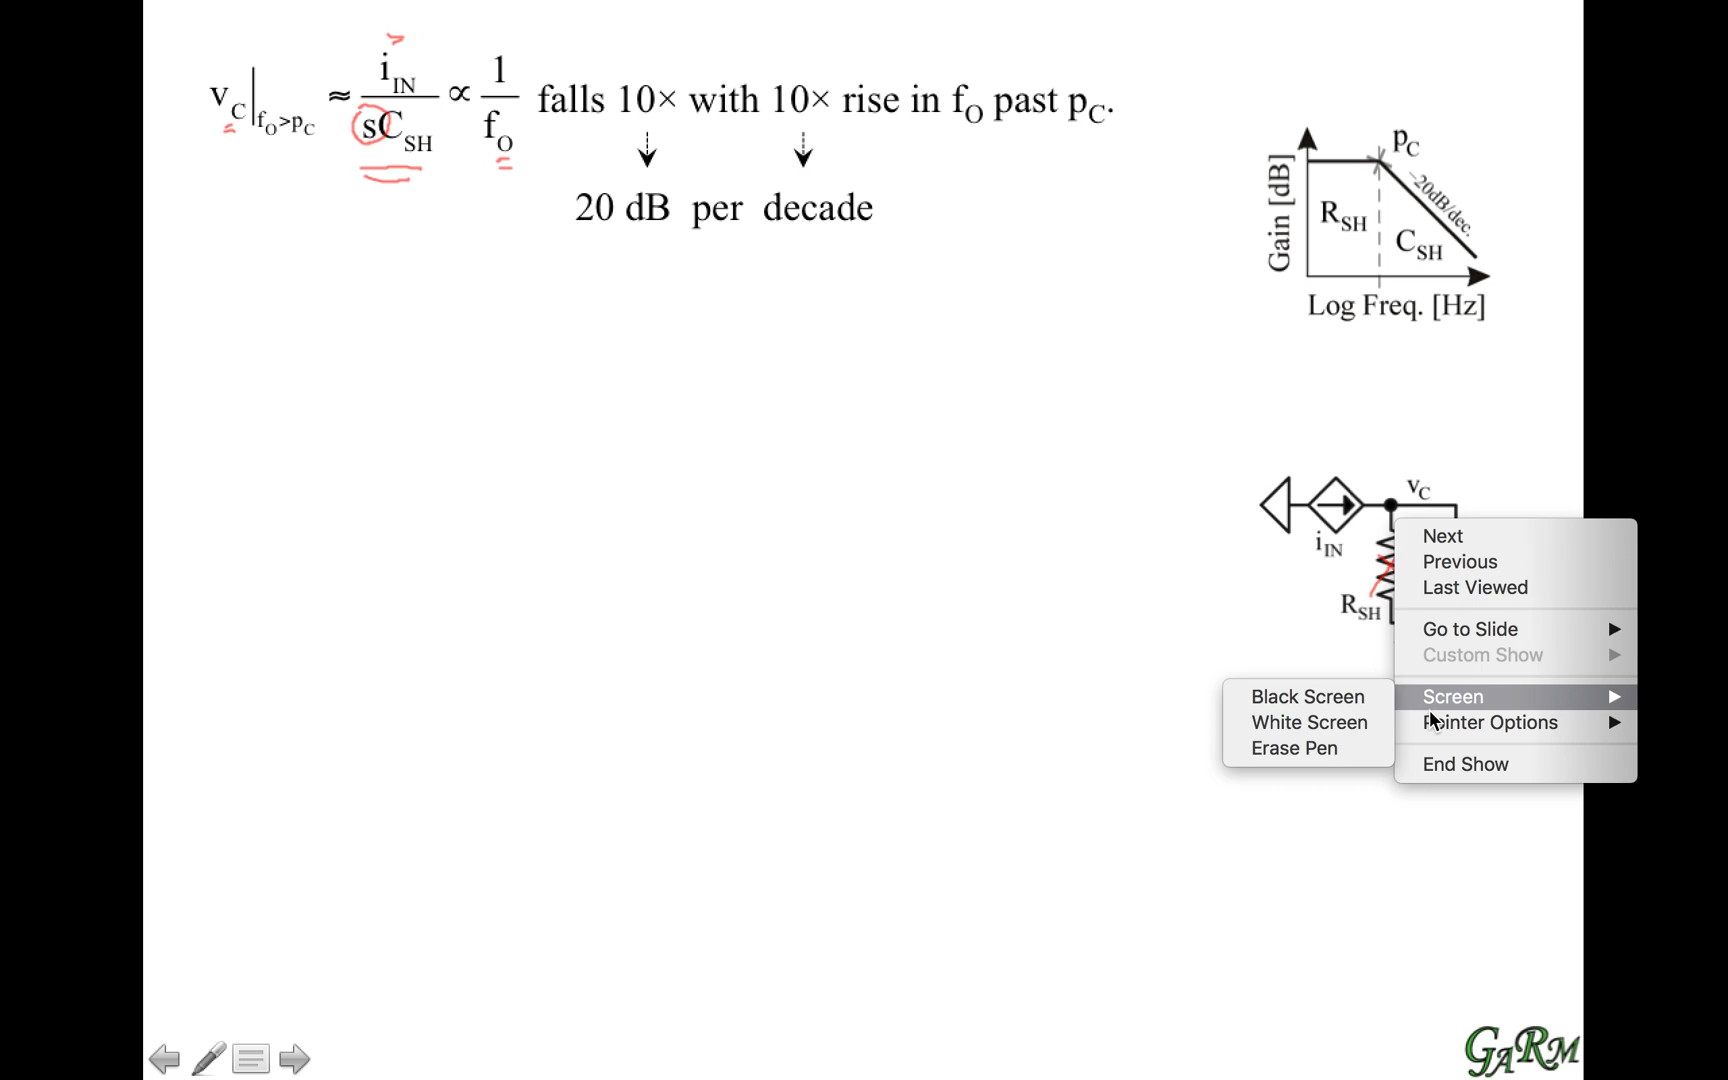 v_C|_{f_O>p_C} ≈ i_IN / sC_SH ∝ 1 / f_O falls 10× with 10× rise in f_O past p_C.
20 dB per decade
p_C
Gain [dB]
−20dB/dec.
R_SH
C_SH
Log Freq. [Hz]
v_C
i_IN
R_SH
Next
Previous
Last Viewed
Go to Slide
Custom Show
Screen
Pointer Options
End Show
Black Screen
White Screen
Erase Pen
GARM